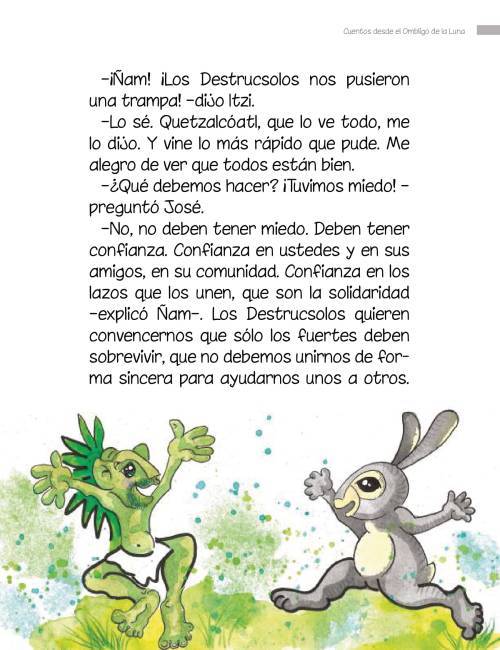 Cuentos desde el Ombligo de la Luna
-¡Ñam! ¡Los Destrucsolos nos pusieron
una trampa! -dijo Itzi.
-Lo sé. Quetzalcóatl, que lo ve todo, me
lo dijo. Y vine lo más rápido que pude. Me
alegro de ver que todos están bien.
-¿Qué debemos hacer? ¡Tuvimos miedo! -
preguntó José.
-No, no deben tener miedo. Deben tener
confianza. Confianza en ustedes y en sus
amigos, en su comunidad. Confianza en los
lazos que los unen, que son la solidaridad
-explicó Ñam-. Los Destrucsolos quieren
convencernos que sólo los fuertes deben
sobrevivir, que no debemos unirnos de for-
ma sincera para ayudarnos unos a otros.